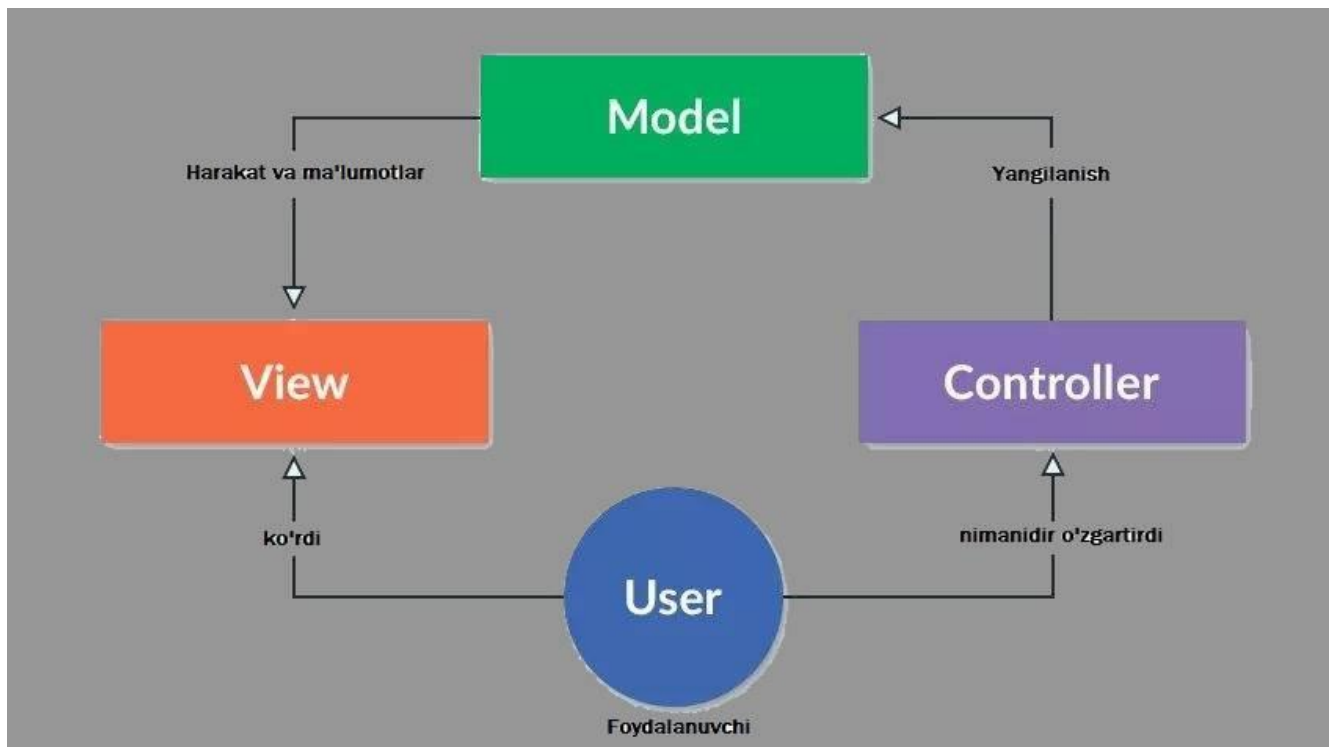 Model
Harakat va ma'lumotlar
Yangilanish
View
Controller
ko'rdi
nimanidir o'zgartirdi
User
Foydalanuvchi